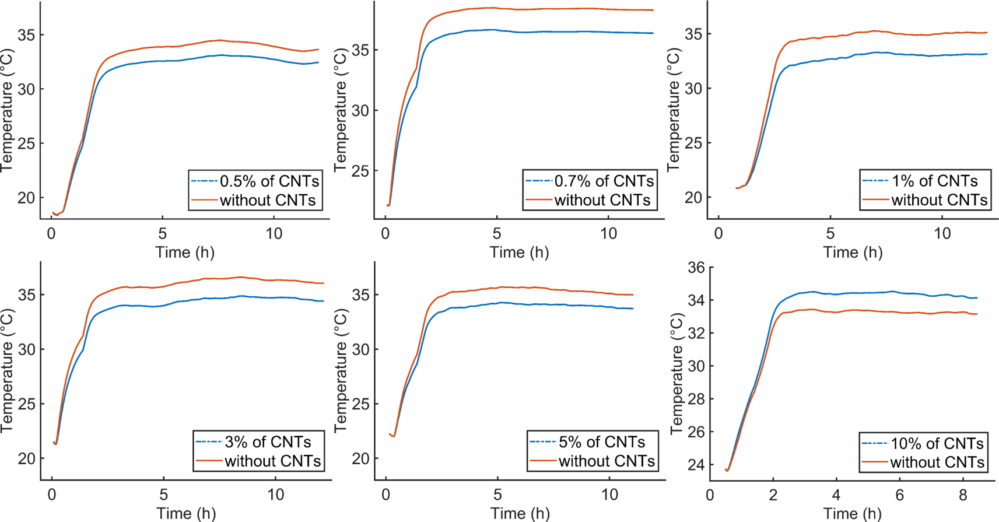 Temperature (°C)
35
30
25
20
0.5% of CNTs
without CNTs
0
5
10
Time (h)
Temperature (°C)
35
30
25
0.7% of CNTs
without CNTs
0
5
10
Time (h)
Temperature (°C)
35
30
25
20
1% of CNTs
without CNTs
0
5
10
Time (h)
Temperature (°C)
35
30
25
20
3% of CNTs
without CNTs
0
5
10
Time (h)
Temperature (°C)
35
30
25
20
5% of CNTs
without CNTs
0
5
10
Time (h)
Temperature (°C)
36
34
32
30
28
26
24
10% of CNTs
without CNTs
0
2
4
6
8
Time (h)